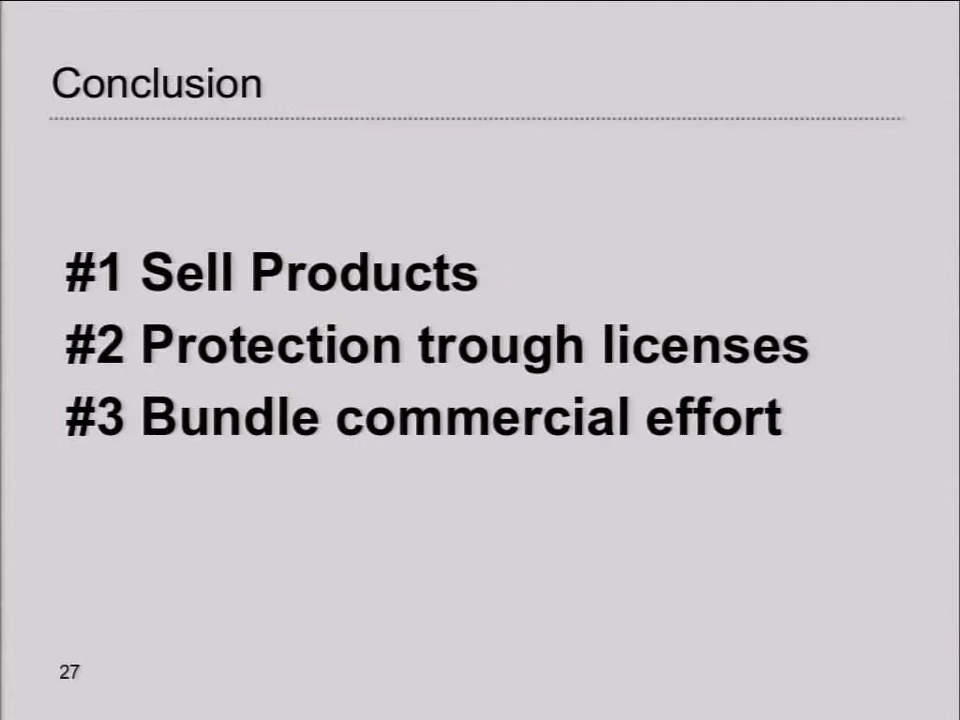 Conclusion
#1 Sell Products
#2 Protection trough licenses
#3 Bundle commercial effort
27